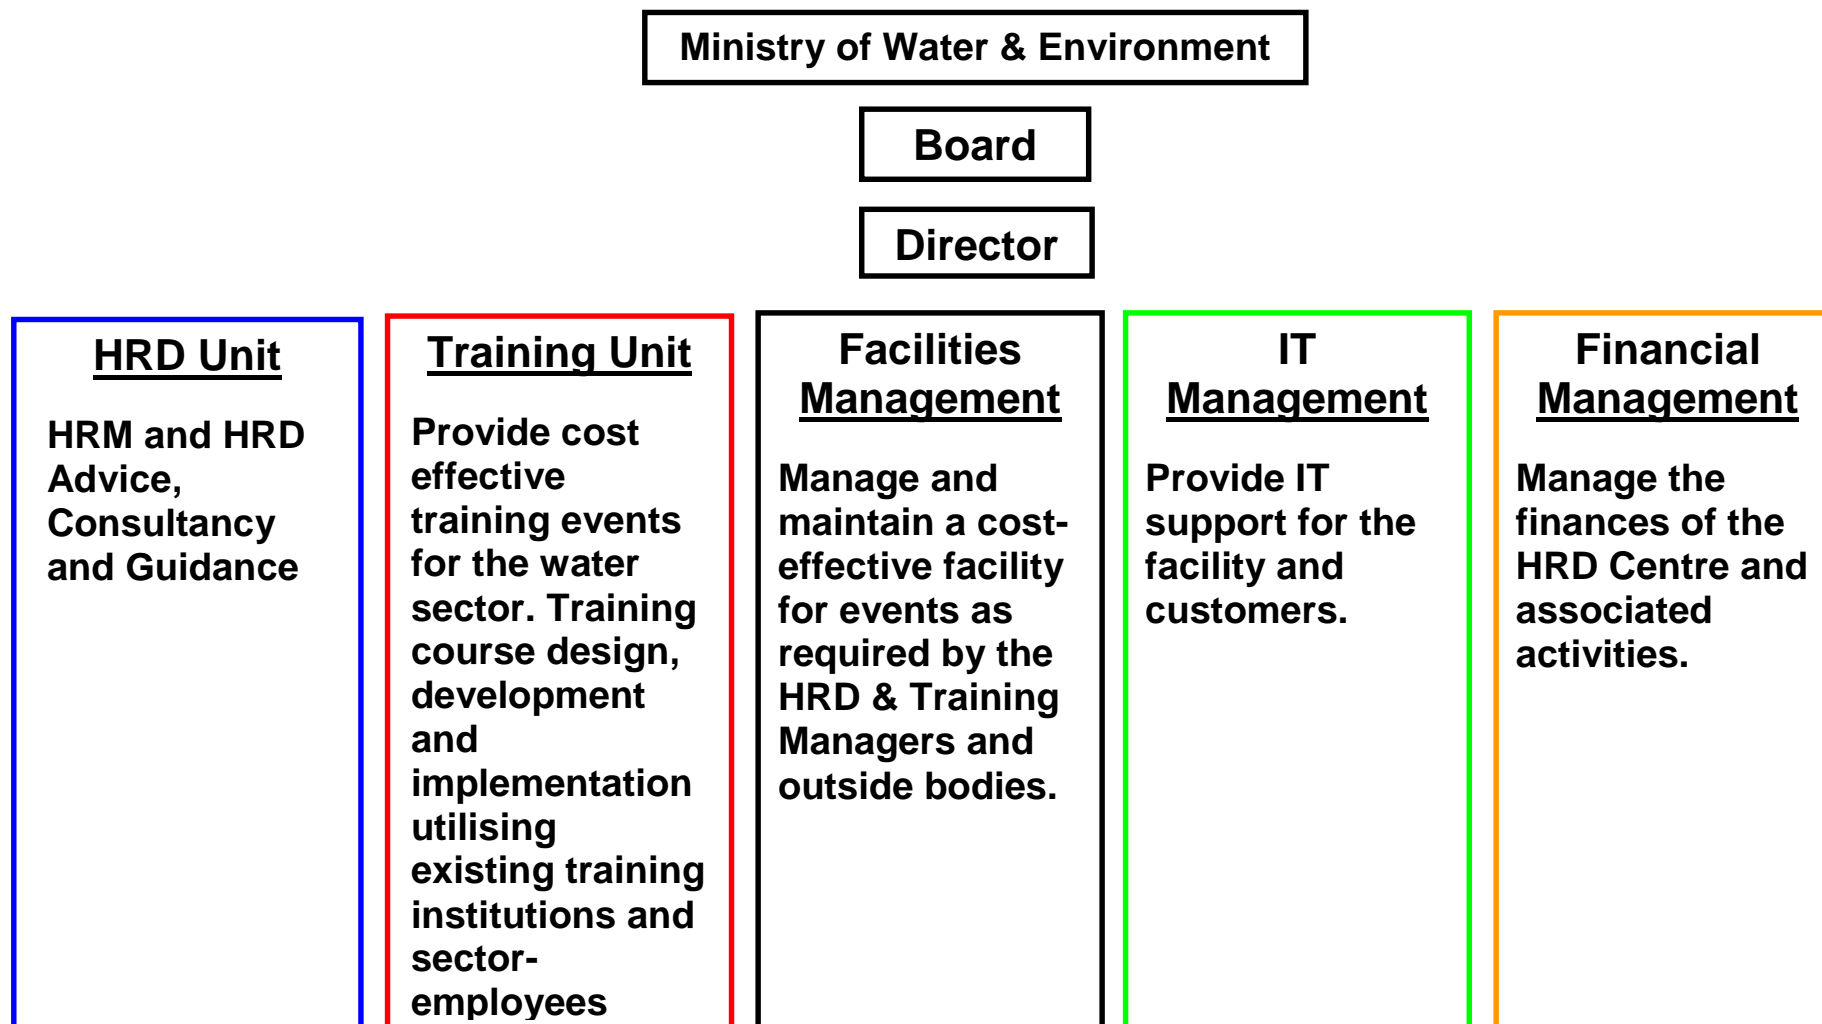 Ministry of Water & Environment
Board
Director
HRD Unit
HRM and HRD
Advice,
Consultancy
and Guidance
Training Unit
Provide cost
effective
training events
for the water
sector. Training
course design,
development
and
implementation
utilising
existing training
institutions and
sector-
employees
Facilities
Management
Manage and
maintain a cost-
effective facility
for events as
required by the
HRD & Training
Managers and
outside bodies.
IT
Management
Provide IT
support for the
facility and
customers.
Financial
Management
Manage the
finances of the
HRD Centre and
associated
activities.